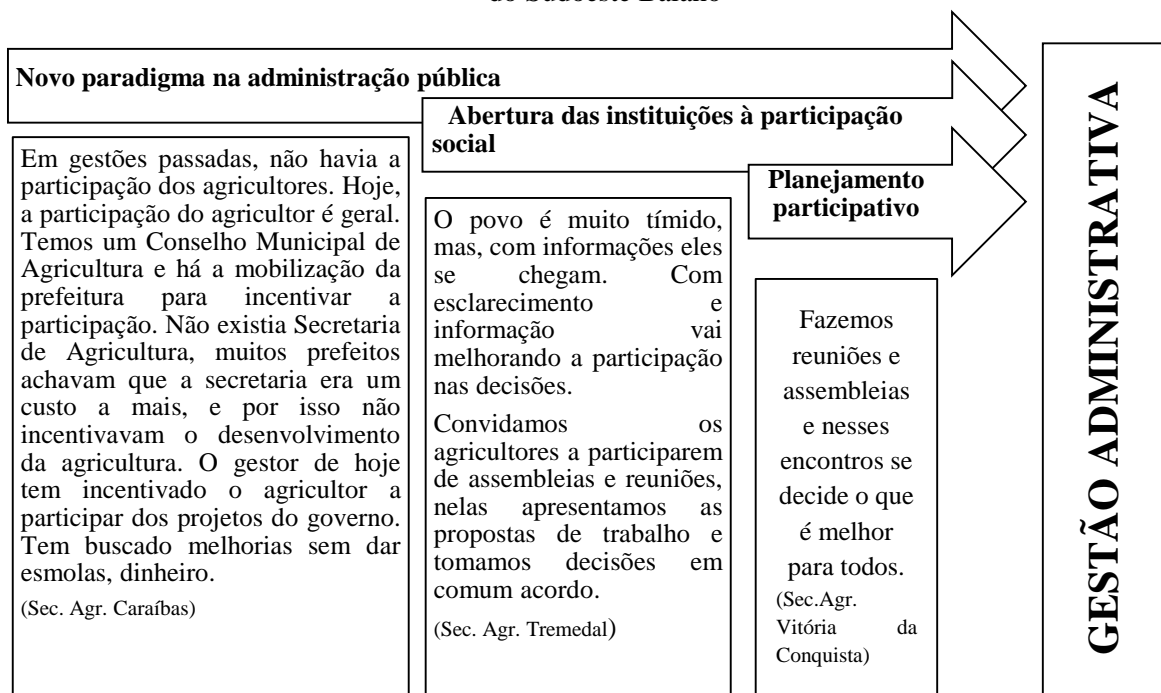 do Sudoeste Baiano
Novo paradigma na administração pública
Abertura das instituições à participação
social
Planejamento
participativo
Em gestões passadas, não havia a
participação dos agricultores. Hoje,
a participação do agricultor é geral.
Temos um Conselho Municipal de
Agricultura e há a mobilização da
prefeitura para incentivar a
participação. Não existia Secretaria
de Agricultura, muitos prefeitos
achavam que a secretaria era um
custo a mais, e por isso não
incentivavam o desenvolvimento
da agricultura. O gestor de hoje
tem incentivado o agricultor a
participar dos projetos do governo.
Tem buscado melhorias sem dar
esmolas, dinheiro.
(Sec. Agr. Caraíbas)
O povo é muito tímido,
mas, com informações eles
se chegam. Com
esclarecimento e
informação vai
melhorando a participação
nas decisões.
Convidamos os
agricultores a participarem
de assembleias e reuniões,
nelas apresentamos as
propostas de trabalho e
tomamos decisões em
comum acordo.
(Sec. Agr. Tremedal)
Fazemos
reuniões e
assembleias
e nesses
encontros se
decide o que
é melhor
para todos.
(Sec.Agr.
Vitória da
Conquista)
GESTÃO ADMINISTRATIVA